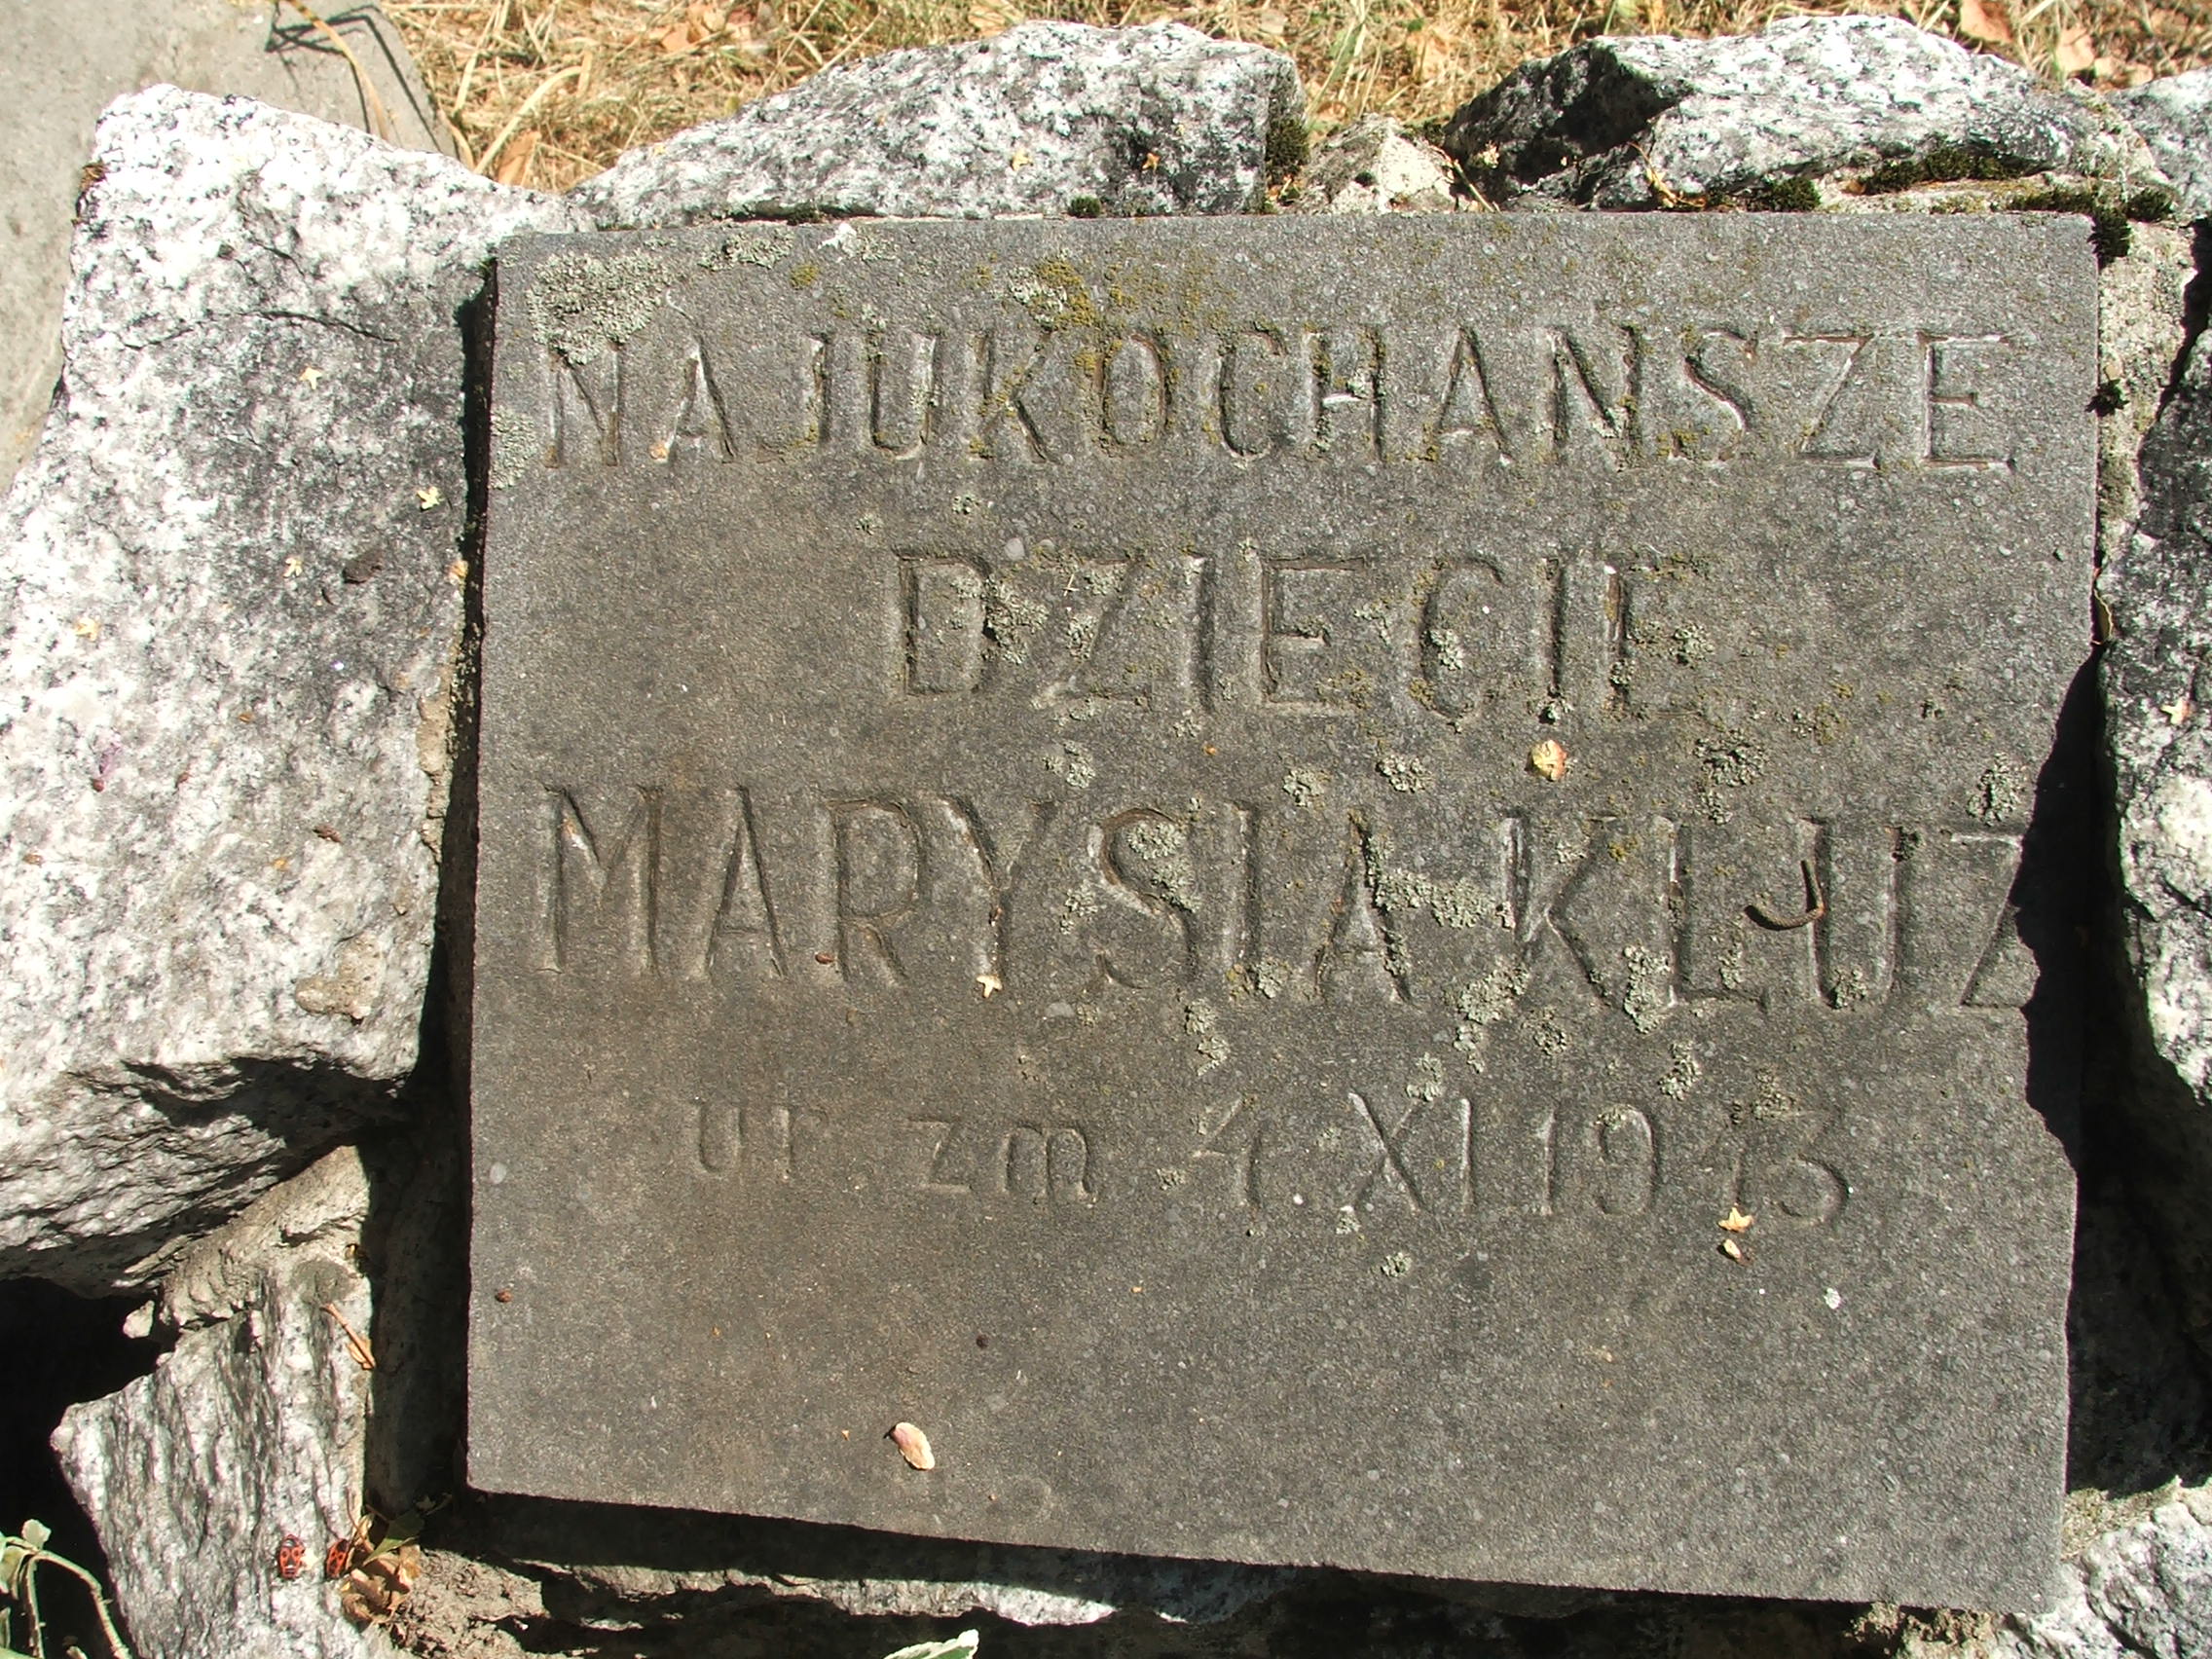 NAJUKOCHANSZE
DZIECIE
MARYSIA KLUZ
ur zm 4 XI 1943